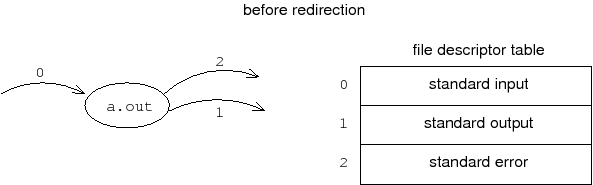 before redirection
file descriptor table
0
2
a.out
1
0 standard input
1 standard output
2 standard error